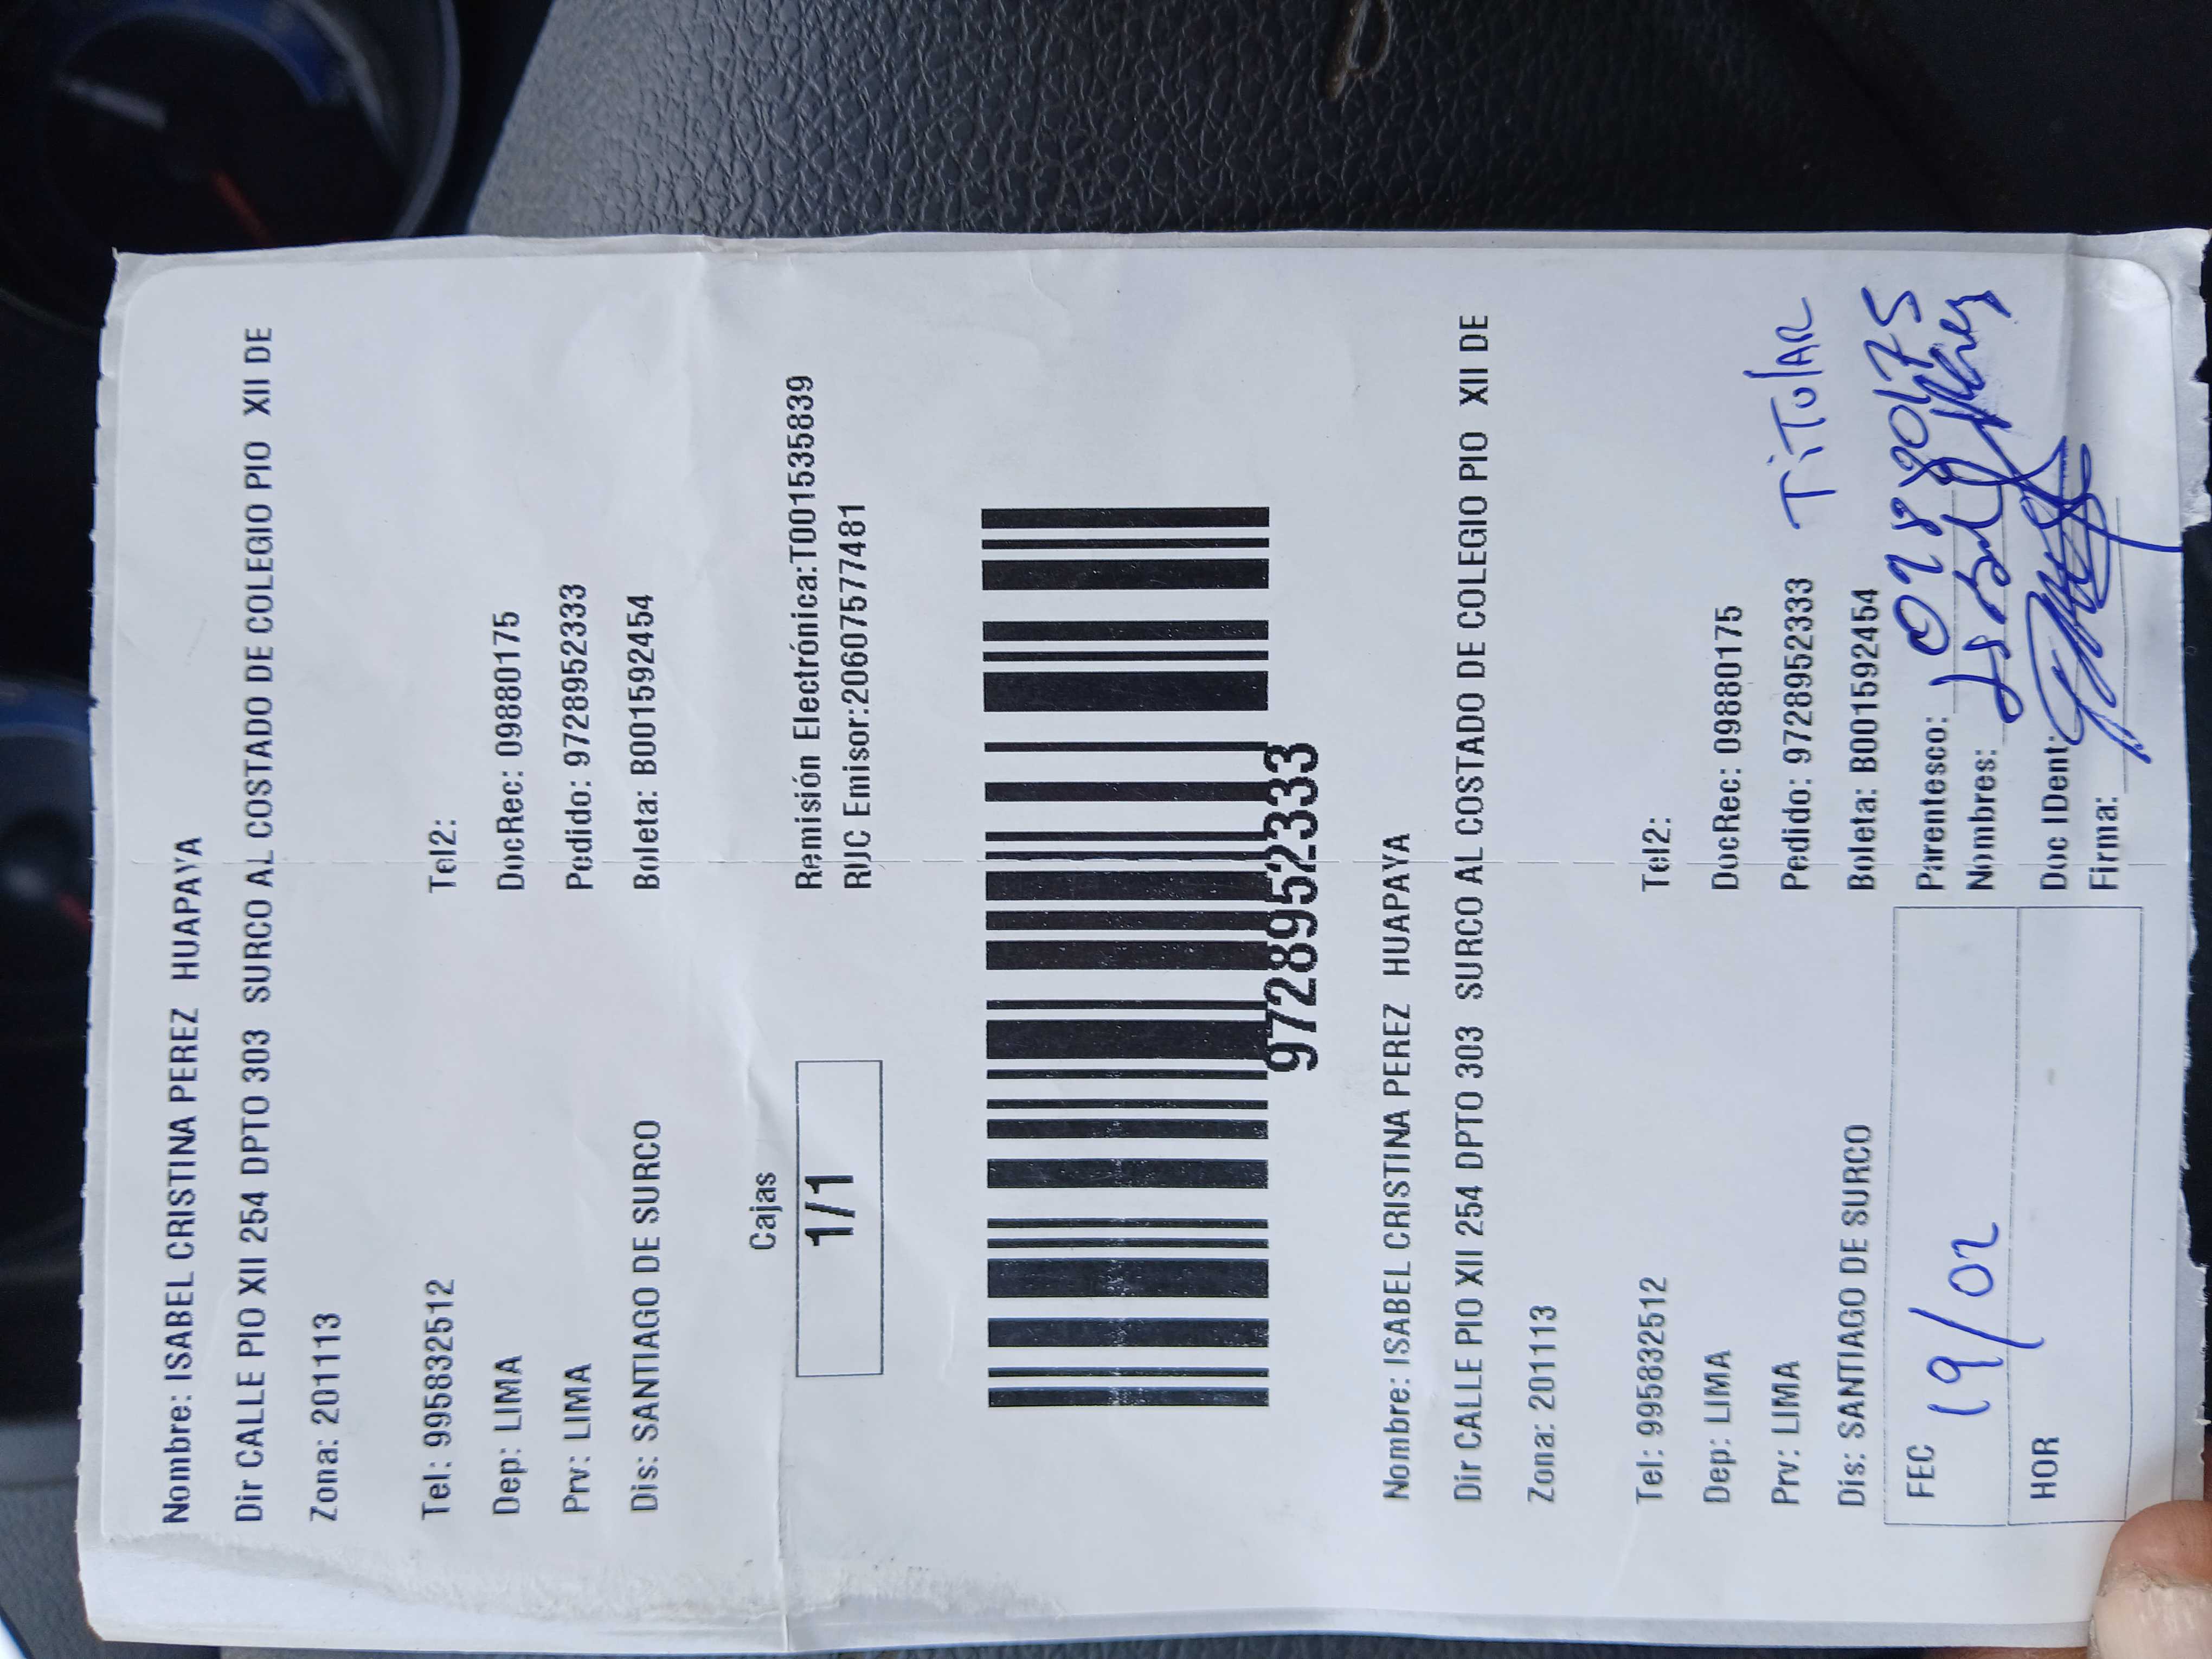 Nombre: ISABEL CRISTINA PEREZ HUAPAYA
Dir CALLE PIO XII 254 DPTO 303 SURCO AL COSTADO DE COLEGIO PIO XII DE
Zona: 201113
Tel: 995832512 Tel2:
Dep: LIMA DocRec: 09880175
Prv: LIMA Pedido: 9728952333
Dis: SANTIAGO DE SURCO Boleta: B001592454
Cajas
1/1
Remisión Electrónica:T001535839
RUC Emisor:20607577481
9728952333
Nombre: ISABEL CRISTINA PEREZ HUAPAYA
Dir CALLE PIO XII 254 DPTO 303 SURCO AL COSTADO DE COLEGIO PIO XII DE
Zona: 201113
Tel: 995832512 Tel2:
Dep: LIMA DocRec: 09880175
Prv: LIMA Pedido: 9728952333 TiTulAR
Dis: SANTIAGO DE SURCO Boleta: B001592454
FEC 19/02
HOR
Parentesco: 09880175
Nombres: Isabel
Doc IDent:
Firma: